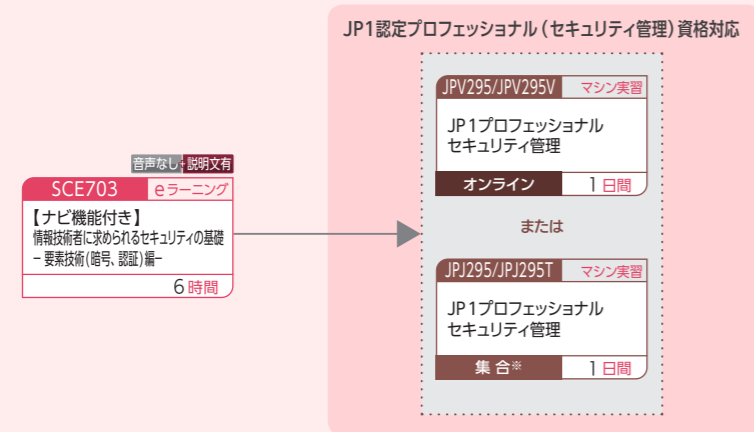 JP1認定プロフェッショナル(セキュリティ管理)資格対応
音声なし+説明文有
SCE703 eラーニング
【ナビ機能付き】
情報技術者に求められるセキュリティの基礎
−要素技術(暗号、認証)編−
6時間
JPV295/JPV295V マシン実習
JP1プロフェッショナル
セキュリティ管理
オンライン 1日間
または
JPJ295/JPJ295T マシン実習
JP1プロフェッショナル
セキュリティ管理
集合※ 1日間